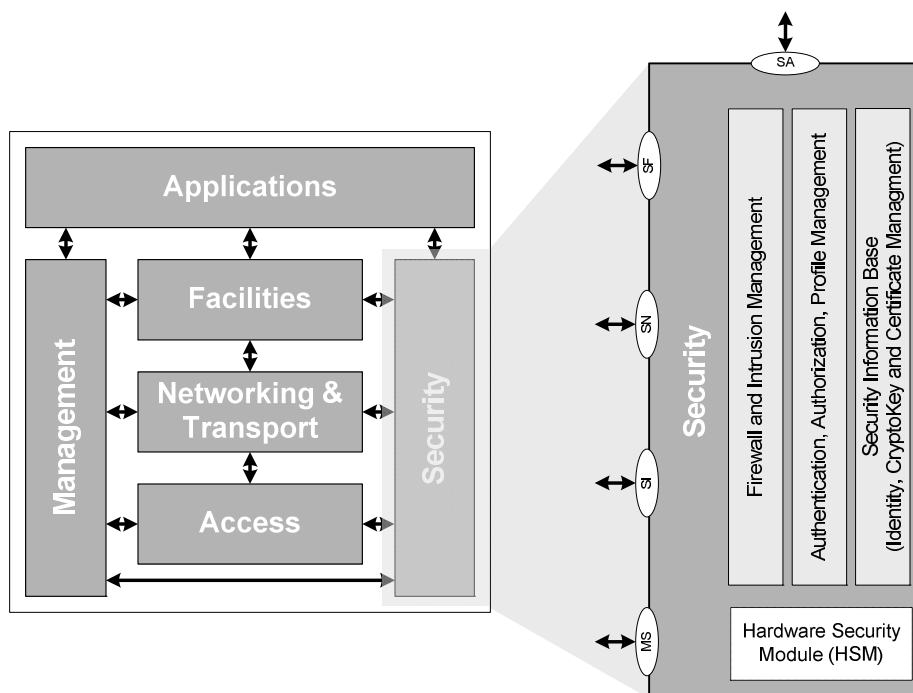 Applications
Management
Facilities
Networking &
Transport
Access
Security
SA
SF
SN
SI
MS
Security
Firewall and Intrusion Management
Authentication, Authorization, Profile Management
Security Information Base
(Identity, CryptoKey and Certificate Managment)
Hardware Security
Module (HSM)